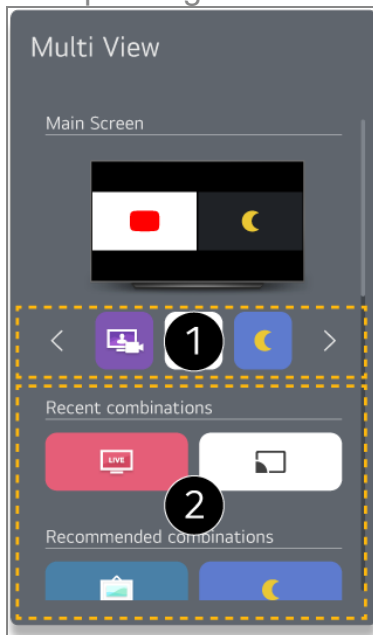 Multi View
Main Screen
1
Recent combinations
LIVE
2
Recommended combinations